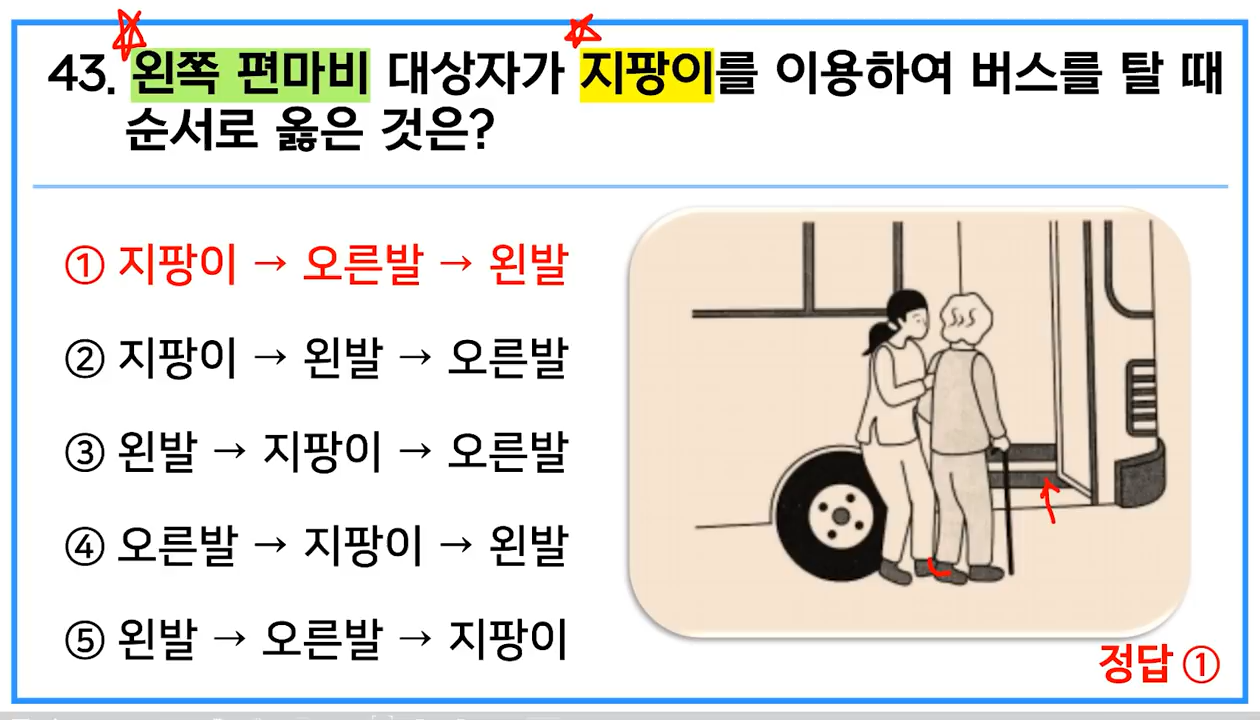 43. 왼쪽 편마비 대상자가 지팡이를 이용하여 버스를 탈 때
순서로 옳은 것은?
① 지팡이 → 오른발 → 왼발
② 지팡이 → 왼발 → 오른발
③ 왼발 → 지팡이 → 오른발
④ 오른발 → 지팡이 → 왼발
⑤ 왼발 → 오른발 → 지팡이
정답 ①